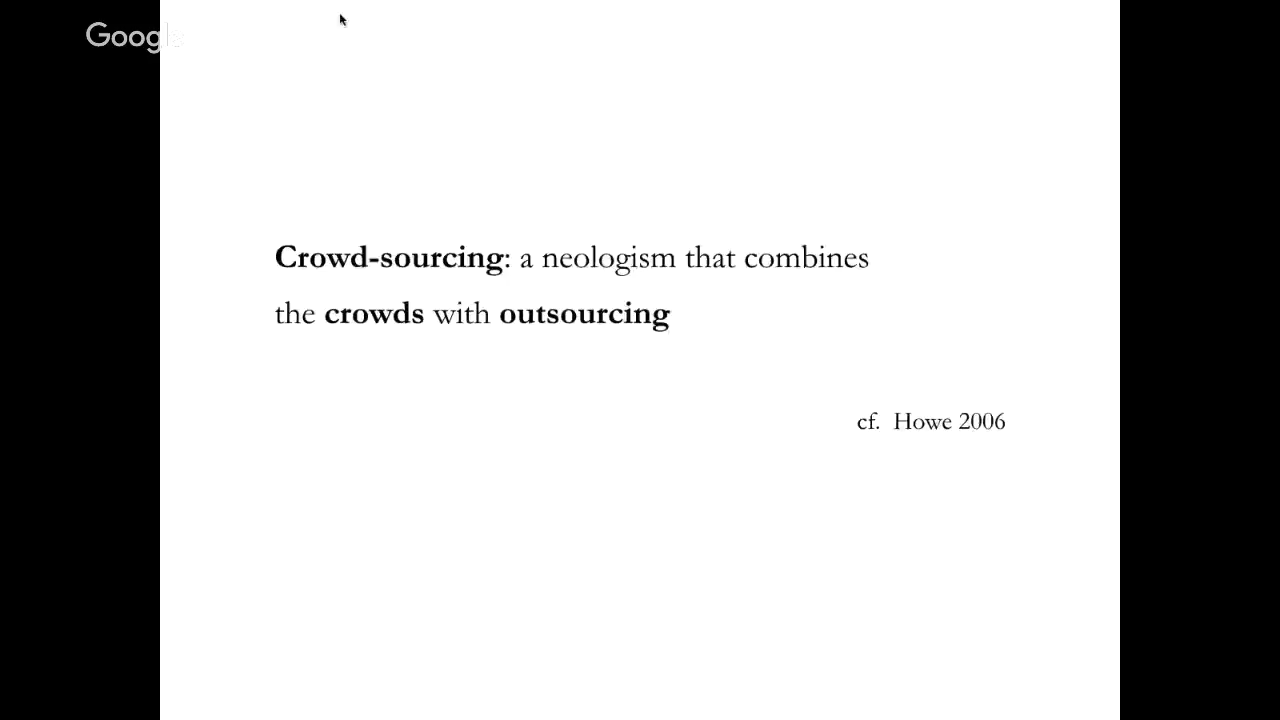 Google
Crowd-sourcing: a neologism that combines
the crowds with outsourcing
cf. Howe 2006